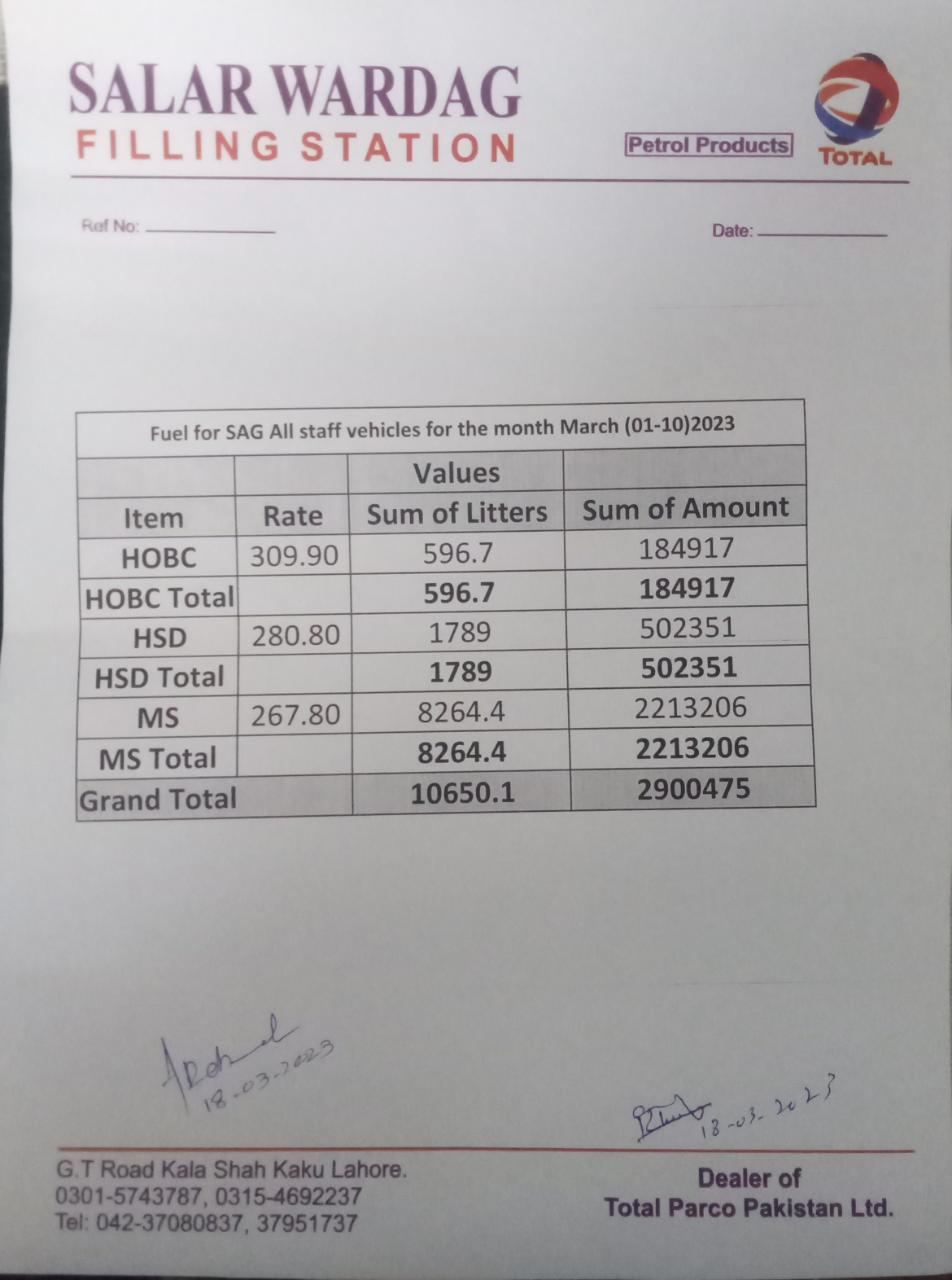 SALAR WARDAG
FILLING STATION
Petrol Products
TOTAL
Ref No:
Date:
Fuel for SAG All staff vehicles for the month March (01-10)2023
Values
Item Rate Sum of Litters Sum of Amount
HOBC 309.90 596.7 184917
HOBC Total 596.7 184917
HSD 280.80 1789 502351
HSD Total 1789 502351
MS 267.80 8264.4 2213206
MS Total 8264.4 2213206
Grand Total 10650.1 2900475
18-03-2023
18-03-2023
G.T Road Kala Shah Kaku Lahore.
0301-5743787, 0315-4692237
Tel: 042-37080837, 37951737
Dealer of
Total Parco Pakistan Ltd.